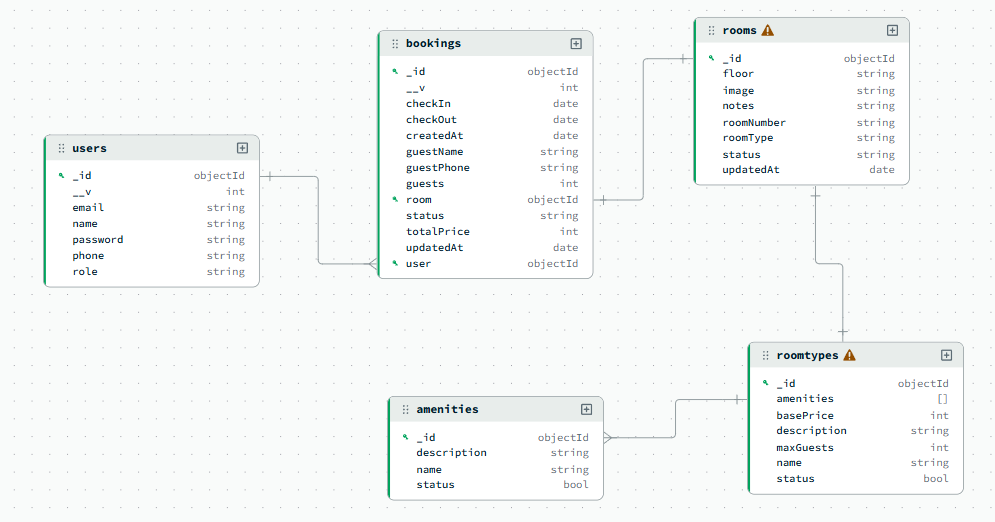 users
_id objectId
__v int
email string
name string
password string
phone string
role string
bookings
_id objectId
__v int
checkIn date
checkOut date
createdAt date
guestName string
guestPhone string
guests int
room objectId
status string
totalPrice int
updatedAt date
user objectId
rooms
_id objectId
floor string
image string
notes string
roomNumber string
roomType string
status string
updatedAt date
amenities
_id objectId
description string
name string
status bool
roomtypes
_id objectId
amenities []
basePrice int
description string
maxGuests int
name string
status bool